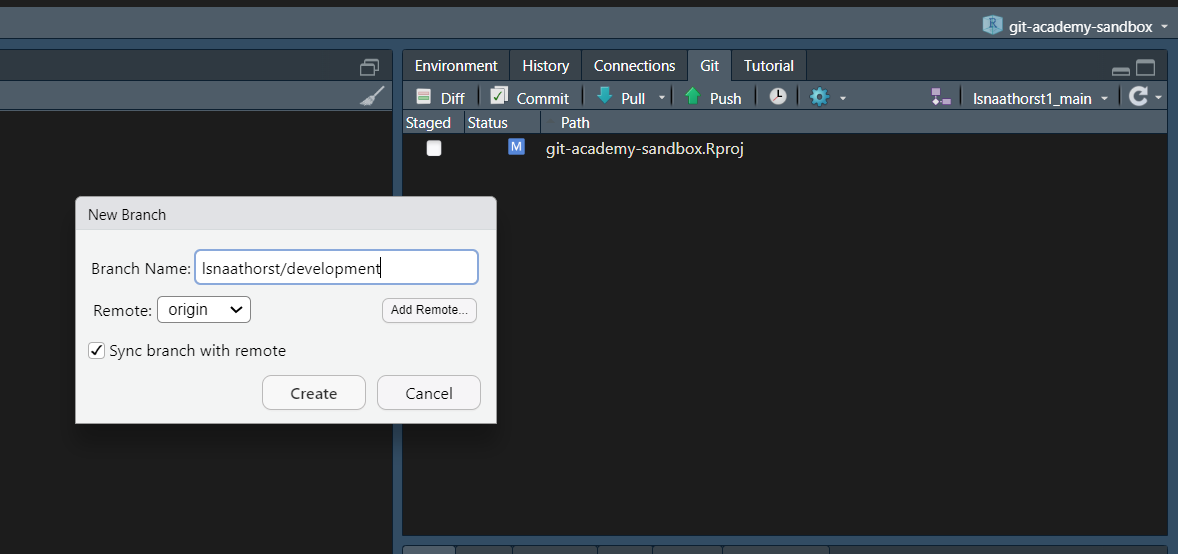 git-academy-sandbox
Environment History Connections Git Tutorial
Diff Commit Pull Push lsnaathorst1_main
Staged Status Path
M git-academy-sandbox.Rproj
New Branch
Branch Name: lsnaathorst/development
Remote: origin Add Remote...
Sync branch with remote
Create Cancel